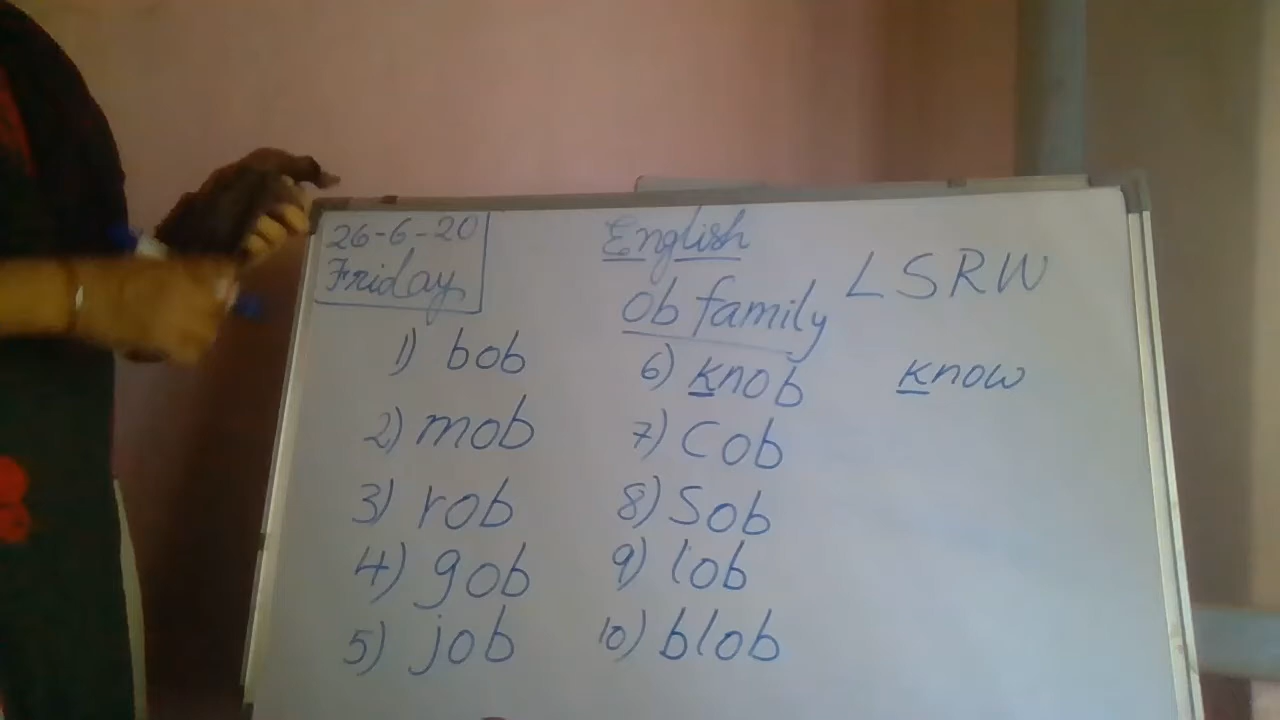 26-6-20
Friday
English
Ob family
LSRW
1) bob
2) mob
3) rob
4) gob
5) job
6) knob
7) Cob
8) Sob
9) lob
10) blob
know